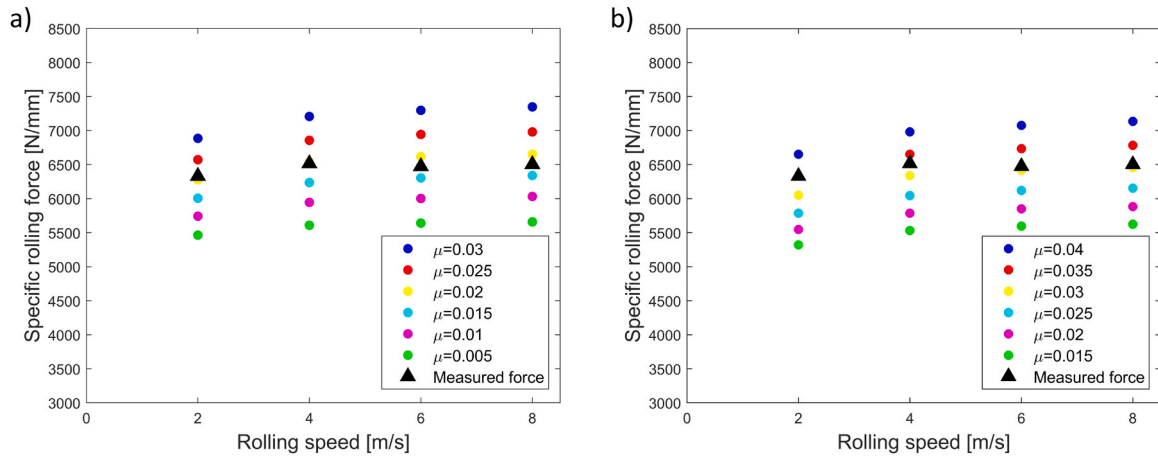 a)
Specific rolling force [N/mm]
8500
8000
7500
7000
6500
6000
5500
5000
4500
4000
3500
3000
0
2
4
6
8
Rolling speed [m/s]
μ=0.03
μ=0.025
μ=0.02
μ=0.015
μ=0.01
μ=0.005
Measured force
b)
Specific rolling force [N/mm]
8500
8000
7500
7000
6500
6000
5500
5000
4500
4000
3500
3000
0
2
4
6
8
Rolling speed [m/s]
μ=0.04
μ=0.035
μ=0.03
μ=0.025
μ=0.02
μ=0.015
Measured force